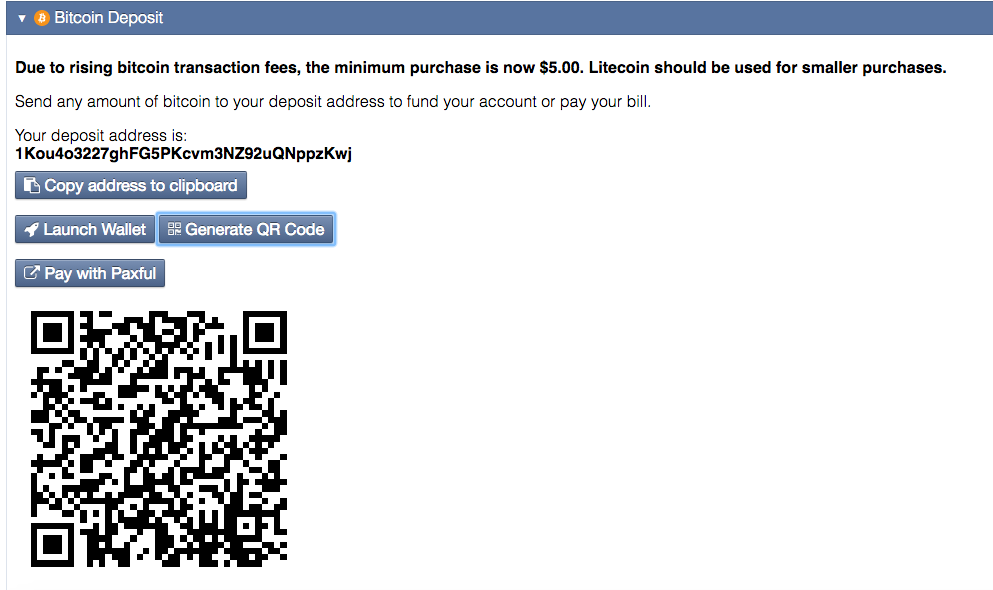 Bitcoin Deposit
Due to rising bitcoin transaction fees, the minimum purchase is now $5.00. Litecoin should be used for smaller purchases.
Send any amount of bitcoin to your deposit address to fund your account or pay your bill.
Your deposit address is:
1Kou4o3227ghFG5PKcvm3NZ92uQNppzKwj
Copy address to clipboard
Launch Wallet Generate QR Code
Pay with Paxful